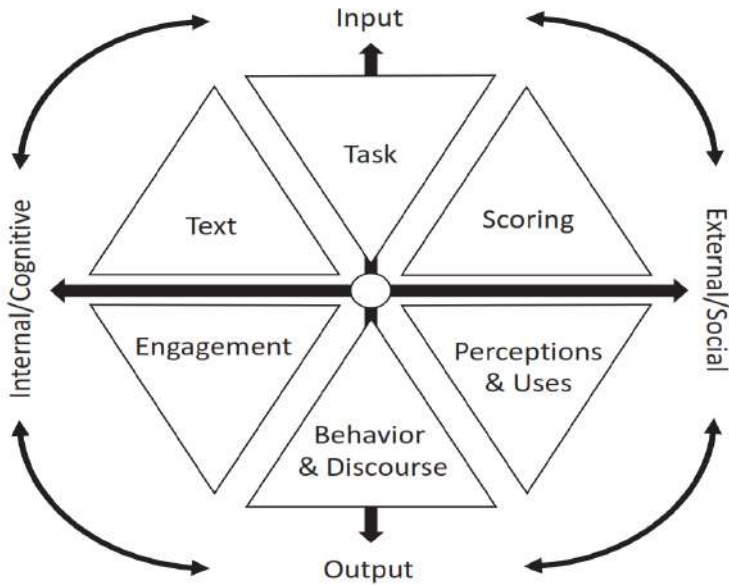 Input
Task
Text
Scoring
Internal/Cognitive
External/Social
Engagement
Perceptions
& Uses
Behavior
& Discourse
Output